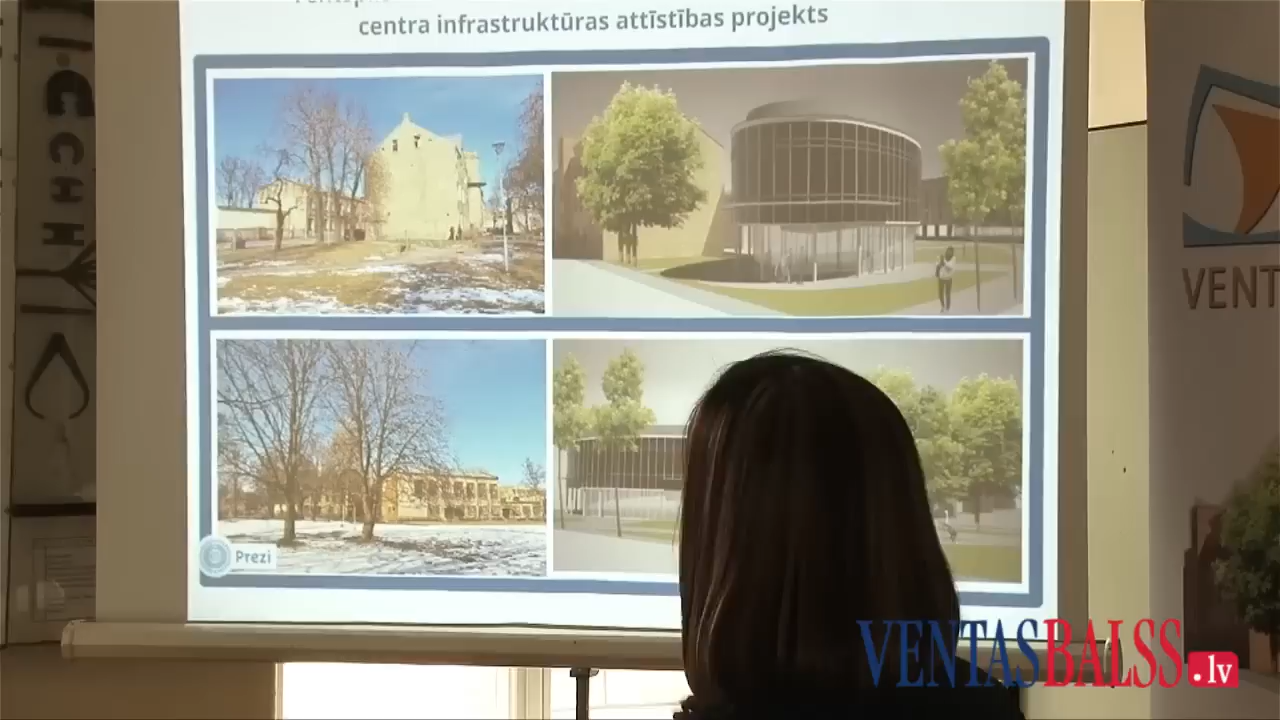 centra infrastruktūras attīstības projekts
VENT
Prezi
VENTASBALSS.lv